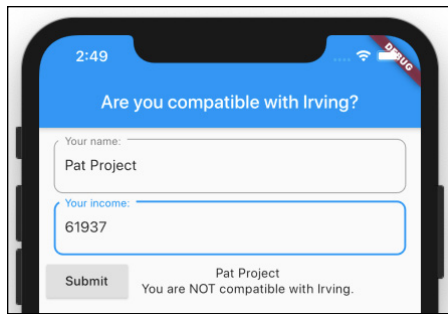 2:49
DEBUG
Are you compatible with Irving?
Your name:
Pat Project
Your income:
61937
Submit
Pat Project
You are NOT compatible with Irving.